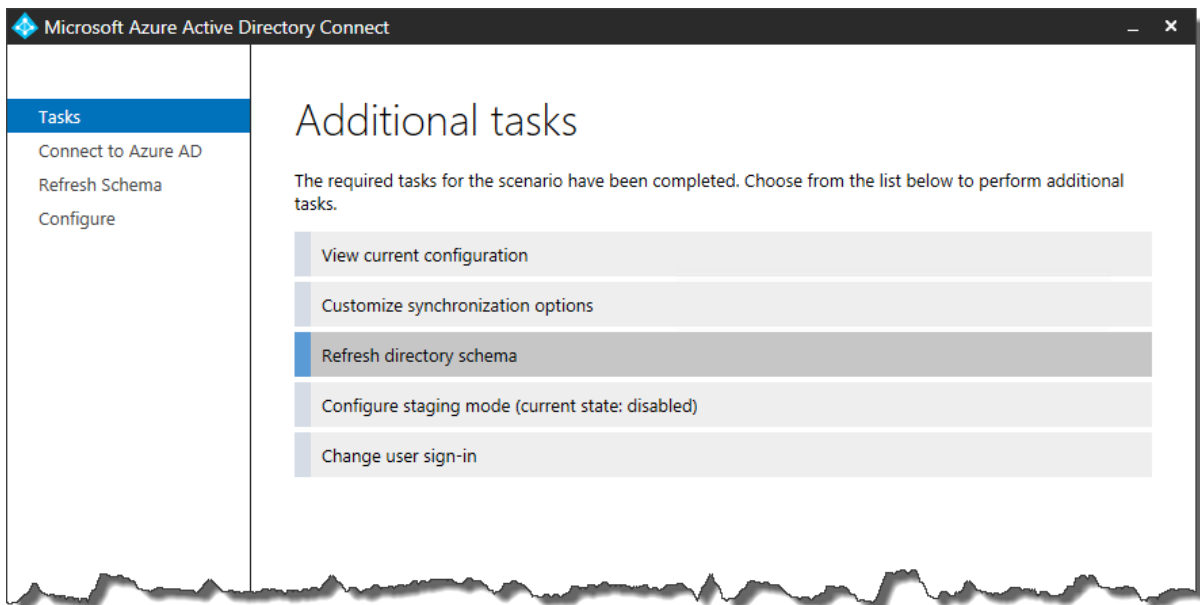 Microsoft Azure Active Directory Connect
Tasks
Connect to Azure AD
Refresh Schema
Configure
Additional tasks
The required tasks for the scenario have been completed. Choose from the list below to perform additional
tasks.
View current configuration
Customize synchronization options
Refresh directory schema
Configure staging mode (current state: disabled)
Change user sign-in